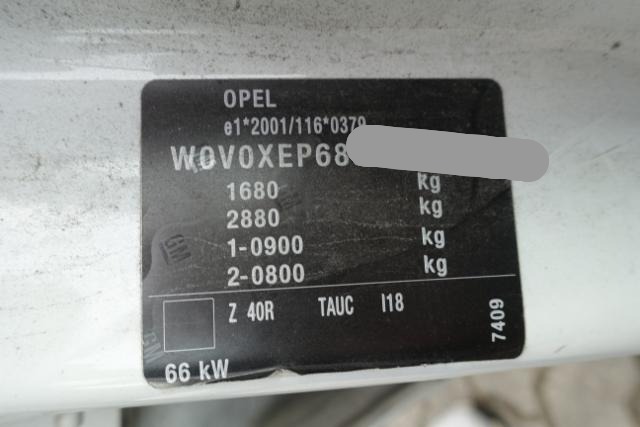 OPEL
e1*2001/116*0379
W0V0XEP68
1680 kg
2880 kg
1-0900 kg
2-0800 kg
Z 40R TAUC I18
7409
66 kW
GM